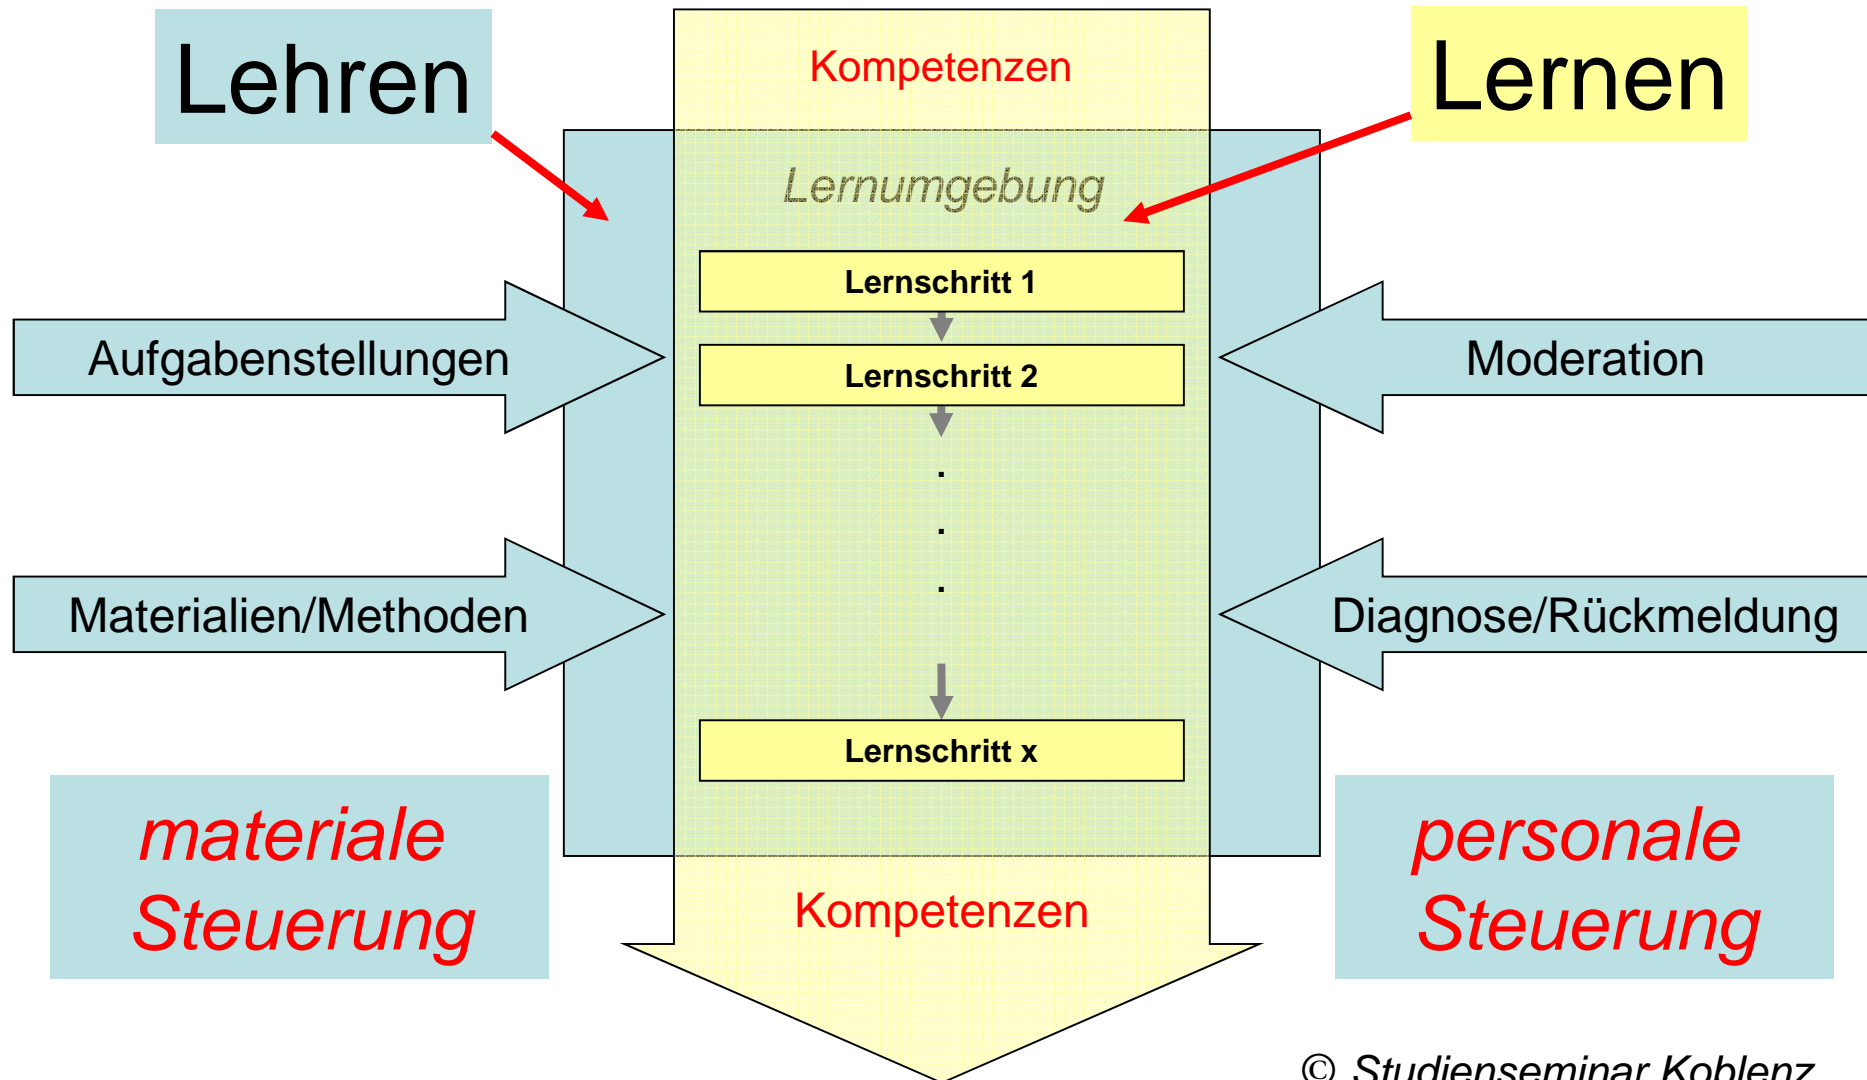 Lehren
Kompetenzen
Lernen
Lernumgebung
Lernschritt 1
Aufgabenstellungen
Lernschritt 2
Moderation
.
.
.
Materialien/Methoden
Diagnose/Rückmeldung
Lernschritt x
materiale
Steuerung
personale
Steuerung
Kompetenzen
© Studienseminar Koblenz